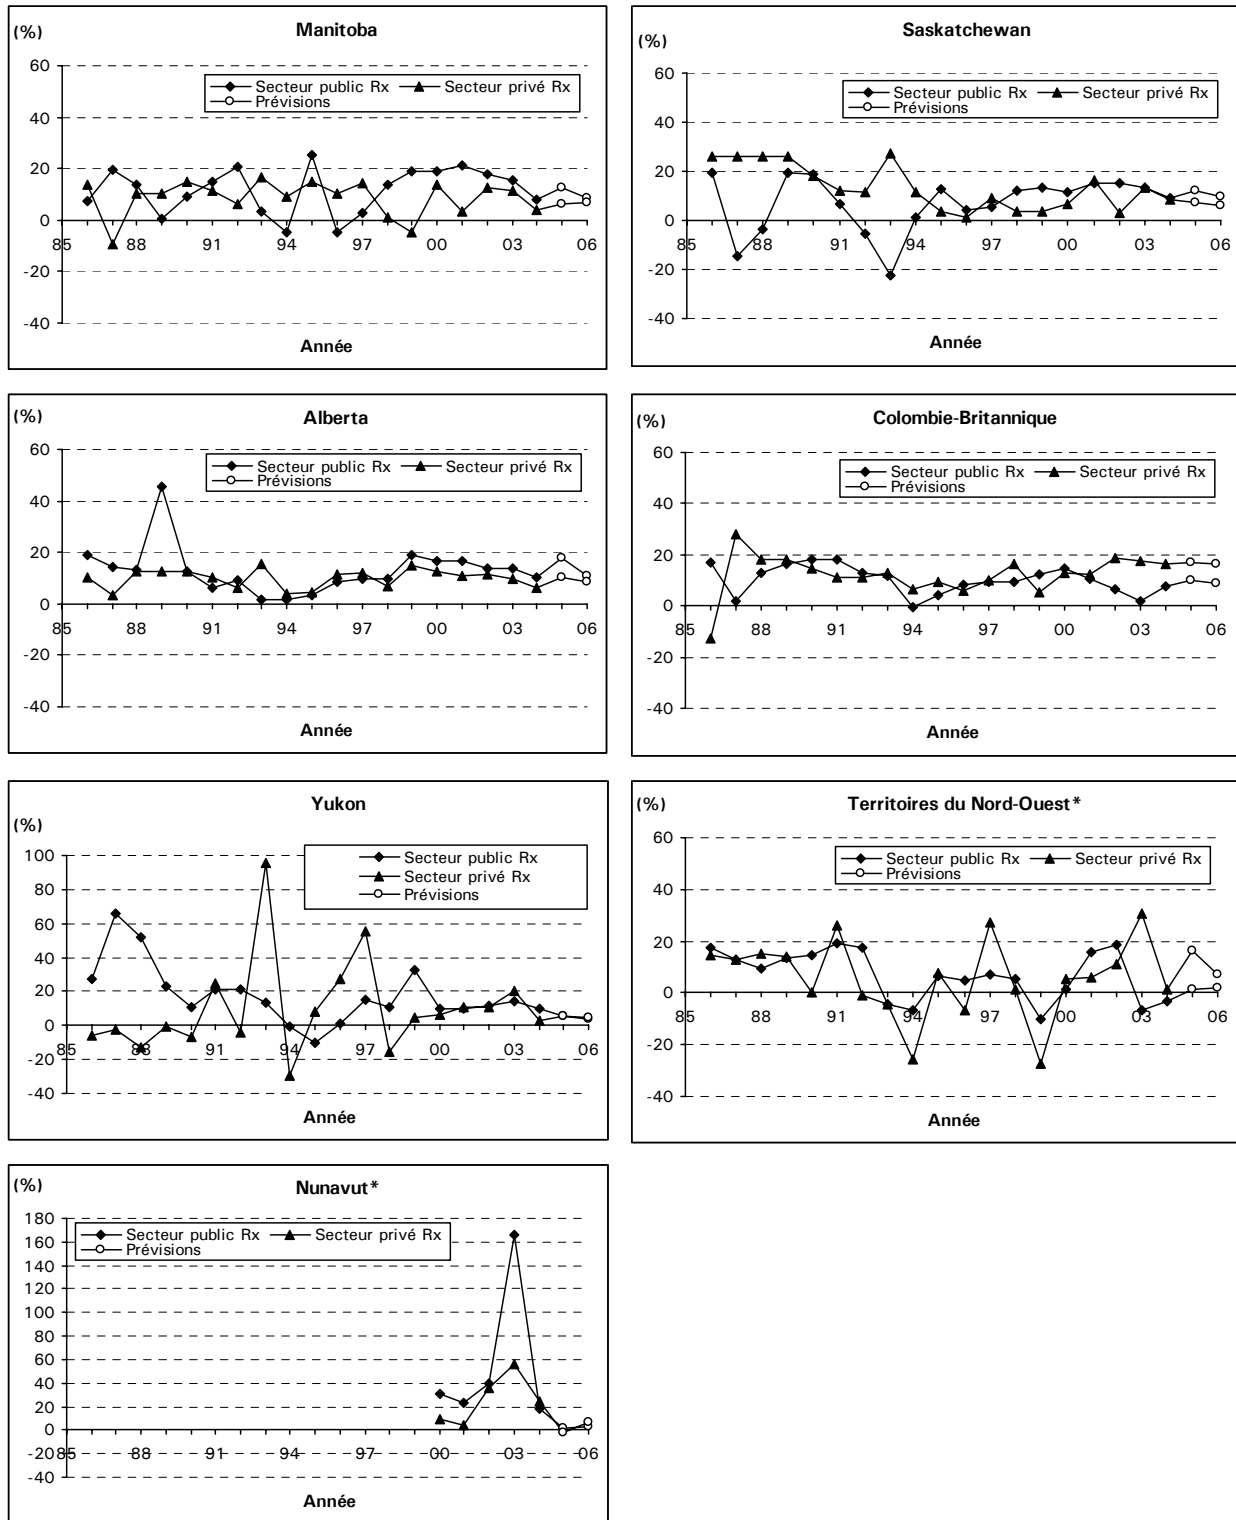 (%)
Manitoba
Secteur public Rx
Secteur privé Rx
Prévisions
60
40
20
0
-20
-40
85 88 91 94 97 00 03 06
Année
(%)
Saskatchewan
Secteur public Rx
Secteur privé Rx
Prévisions
60
40
20
0
-20
-40
85 88 91 94 97 00 03 06
Année
(%)
Alberta
Secteur public Rx
Secteur privé Rx
Prévisions
60
40
20
0
-20
-40
85 88 91 94 97 00 03 06
Année
(%)
Colombie-Britannique
Secteur public Rx
Secteur privé Rx
Prévisions
60
40
20
0
-20
-40
85 88 91 94 97 00 03 06
Année
(%)
Yukon
Secteur public Rx
Secteur privé Rx
Prévisions
100
80
60
40
20
0
-20
-40
85 88 91 94 97 00 03 06
Année
(%)
Territoires du Nord-Ouest*
Secteur public Rx
Secteur privé Rx
Prévisions
60
40
20
0
-20
-40
85 88 91 94 97 00 03 06
Année
(%)
Nunavut*
Secteur public Rx
Secteur privé Rx
Prévisions
180
160
140
120
100
80
60
40
20
0
-20
-40
85 88 91 94 97 00 03 06
Année